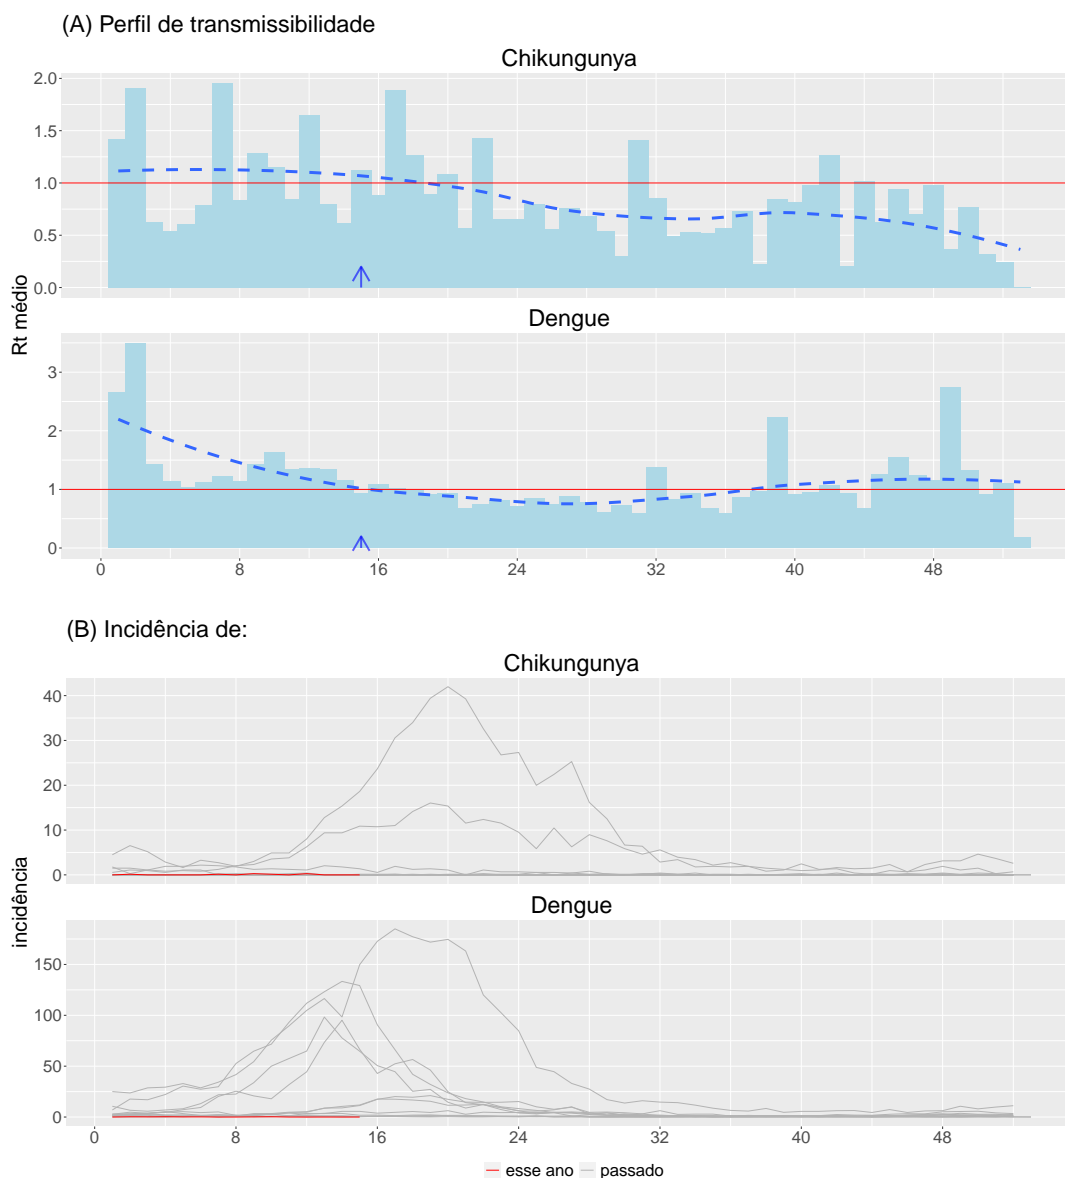 (A) Perfil de transmissibilidade
Chikungunya
2.0
1.5
1.0
0.5
0.0
Rt médio
Dengue
3
2
1
0
0 8 16 24 32 40 48
(B) Incidência de:
Chikungunya
40
30
20
10
0
incidência
Dengue
150
100
50
0
0 8 16 24 32 40 48
esse ano passado